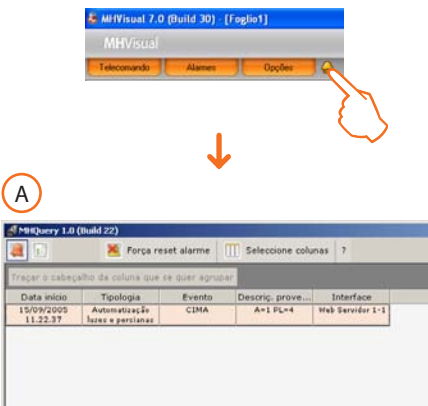 MHVisual 7.0 (Build 30) - [Foglio1]
MHVisual
Telecomando Alarmes Opções
A
MHQuery 1.0 (Build 22)
Força reset alarme Seleccione colunas ?
Traçar o cabeçalho da coluna que se quer agrupar
Data início Tipologia Evento Descriç. prove... Interface
15/09/2005 Automatização CIMA A=1 PL=4 Web Servidor 1-1
11.22.37 luzes e persianas